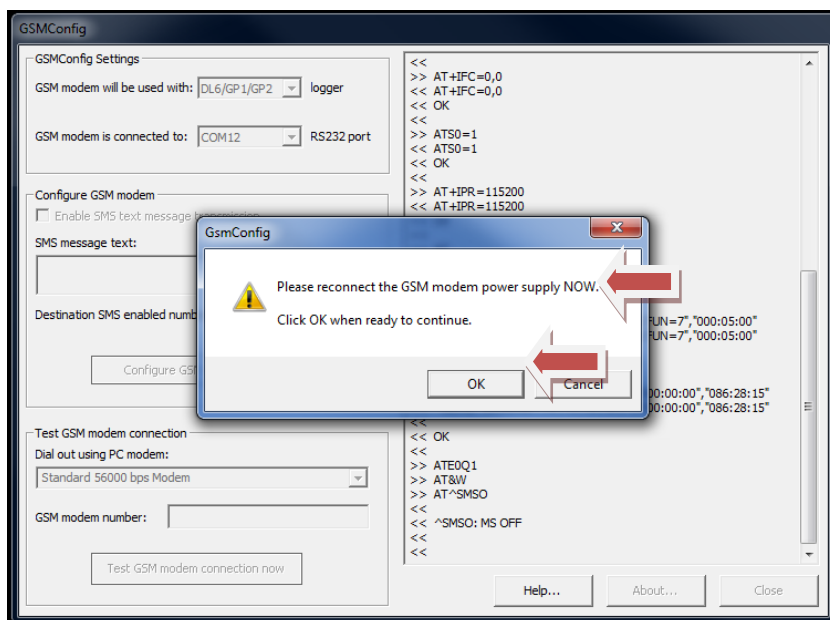 GSMConfig
GSMConfig Settings
GSM modem will be used with: DL6/GP1/GP2 logger
GSM modem is connected to: COM12 RS232 port
Configure GSM modem
Enable SMS text message transmission
SMS message text:
Destination SMS enabled numb
Configure GS
Test GSM modem connection
Dial out using PC modem:
Standard 56000 bps Modem
GSM modem number:
Test GSM modem connection now
<<
>> AT+IFC=0,0
<< AT+IFC=0,0
<< OK
<<
>> ATS0=1
<< ATS0=1
<< OK
<<
>> AT+IPR=115200
<< AT+IPR=115200
GsmConfig
Please reconnect the GSM modem power supply NOW.
Click OK when ready to continue.
OK Cancel
FUN=7","000:05:00"
FUN=7","000:05:00"
00:00:00","086:28:15"
00:00:00","086:28:15"
<<
<< OK
<<
>> ATE0Q1
>> AT&W
>> AT^SMSO
<<
<< ^SMSO: MS OFF
<<
<<
<<
Help... About... Close